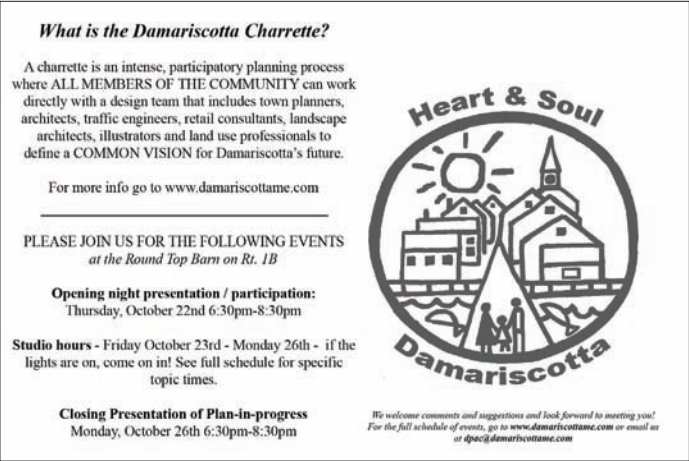 What is the Damariscotta Charrette?
A charrette is an intense, participatory planning process
where ALL MEMBERS OF THE COMMUNITY can work
directly with a design team that includes town planners,
architects, traffic engineers, retail consultants, landscape
architects, illustrators and land use professionals to
define a COMMON VISION for Damariscotta's future.
For more info go to www.damariscottame.com
PLEASE JOIN US FOR THE FOLLOWING EVENTS
at the Round Top Barn on Rt. 1B
Opening night presentation / participation:
Thursday, October 22nd 6:30pm-8:30pm
Studio hours - Friday October 23rd - Monday 26th - if the
lights are on, come on in! See full schedule for specific
topic times.
Closing Presentation of Plan-in-progress
Monday, October 26th 6:30pm-8:30pm
Heart & Soul
Damariscotta
We welcome comments and suggestions and look forward to meeting you!
For the full schedule of events, go to www.damariscottame.com or email us
at dpac@damariscottame.com